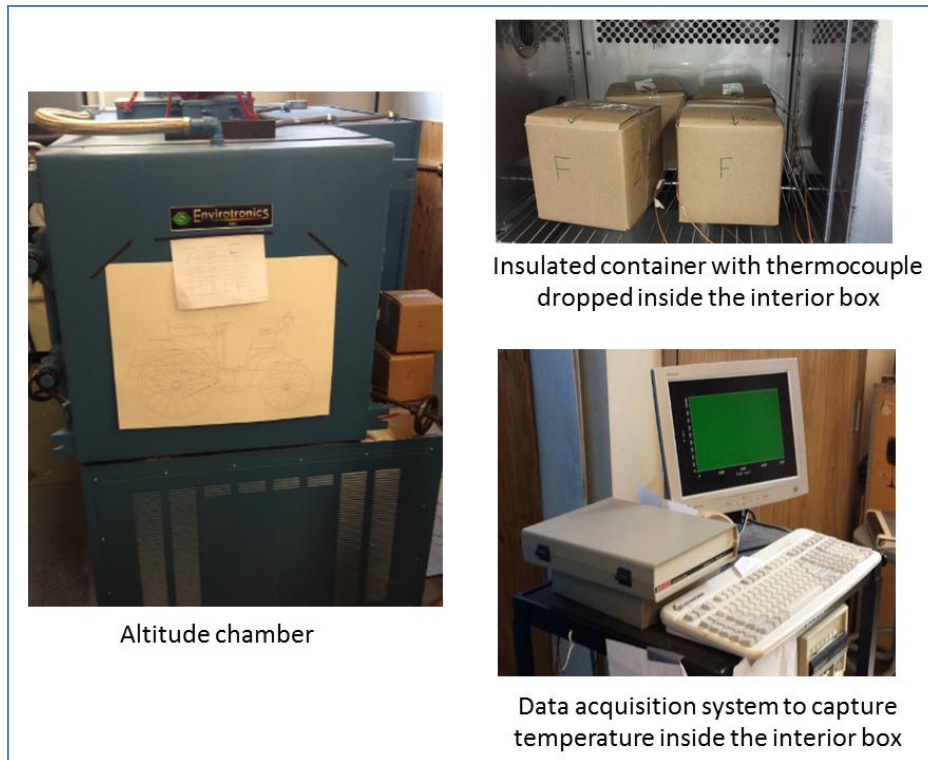 Envirotronics
Altitude chamber
F
F
Insulated container with thermocouple
dropped inside the interior box
Data acquisition system to capture
temperature inside the interior box